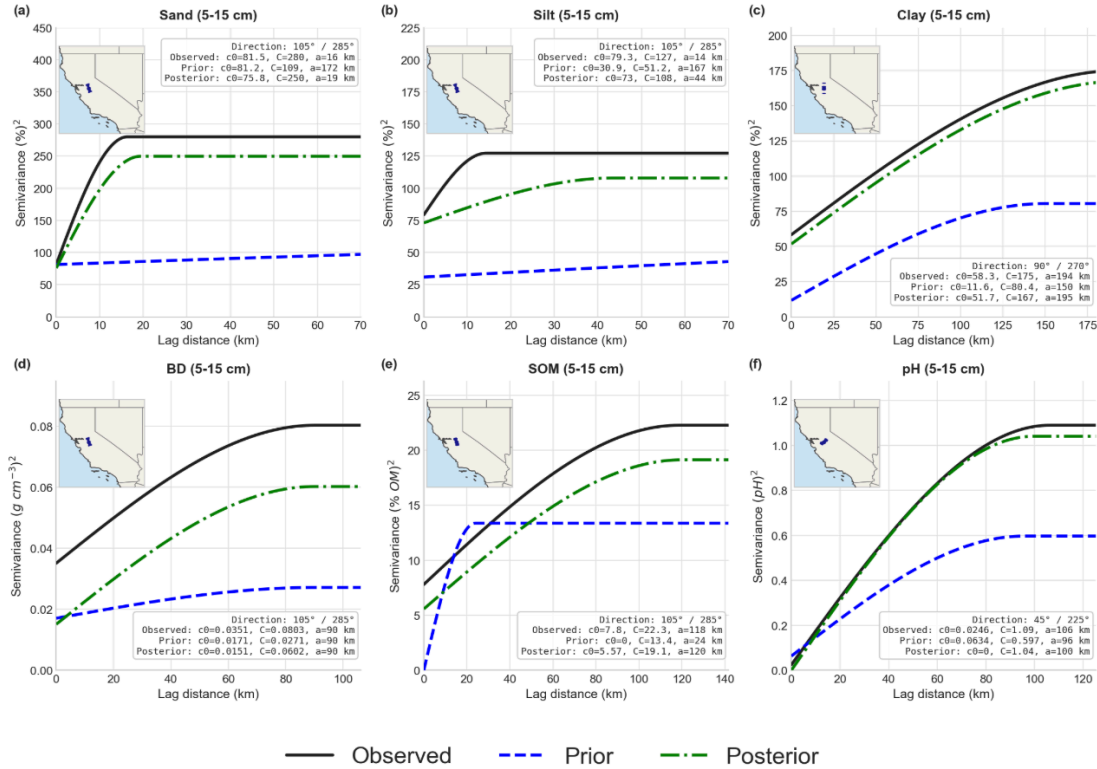 (a) Sand (5-15 cm)
Semivariance (%)²
450
400
350
300
250
200
150
100
50
0
Direction: 105° / 285°
Observed: c0=81.5, C=280, a=16 km
Prior: c0=81.2, C=109, a=172 km
Posterior: c0=75.8, C=250, a=19 km
0 10 20 30 40 50 60 70
Lag distance (km)
(b) Silt (5-15 cm)
Semivariance (%)²
225
200
175
150
125
100
75
50
25
0
Direction: 105° / 285°
Observed: c0=79.3, C=127, a=14 km
Prior: c0=30.9, C=51.2, a=167 km
Posterior: c0=73, C=108, a=44 km
0 10 20 30 40 50 60 70
Lag distance (km)
(c) Clay (5-15 cm)
Semivariance (%)²
200
175
150
125
100
75
50
25
0
Direction: 90° / 270°
Observed: c0=58.3, C=175, a=194 km
Prior: c0=11.6, C=80.4, a=150 km
Posterior: c0=51.7, C=167, a=195 km
0 25 50 75 100 125 150 175
Lag distance (km)
(d) BD (5-15 cm)
Semivariance (g cm⁻³)²
0.08
0.06
0.04
0.02
0.00
Direction: 105° / 285°
Observed: c0=0.0351, C=0.0803, a=90 km
Prior: c0=0.0171, C=0.0271, a=90 km
Posterior: c0=0.0151, C=0.0602, a=90 km
0 20 40 60 80 100
Lag distance (km)
(e) SOM (5-15 cm)
Semivariance (% OM)²
25
20
15
10
5
0
Direction: 105° / 285°
Observed: c0=7.8, C=22.3, a=118 km
Prior: c0=0, C=13.4, a=24 km
Posterior: c0=5.57, C=19.1, a=120 km
0 20 40 60 80 100 120 140
Lag distance (km)
(f) pH (5-15 cm)
Semivariance (pH)²
1.2
1.0
0.8
0.6
0.4
0.2
0.0
Direction: 45° / 225°
Observed: c0=0.0246, C=1.09, a=106 km
Prior: c0=0.0634, C=0.597, a=96 km
Posterior: c0=0, C=1.04, a=100 km
0 20 40 60 80 100 120
Lag distance (km)
Observed Prior Posterior